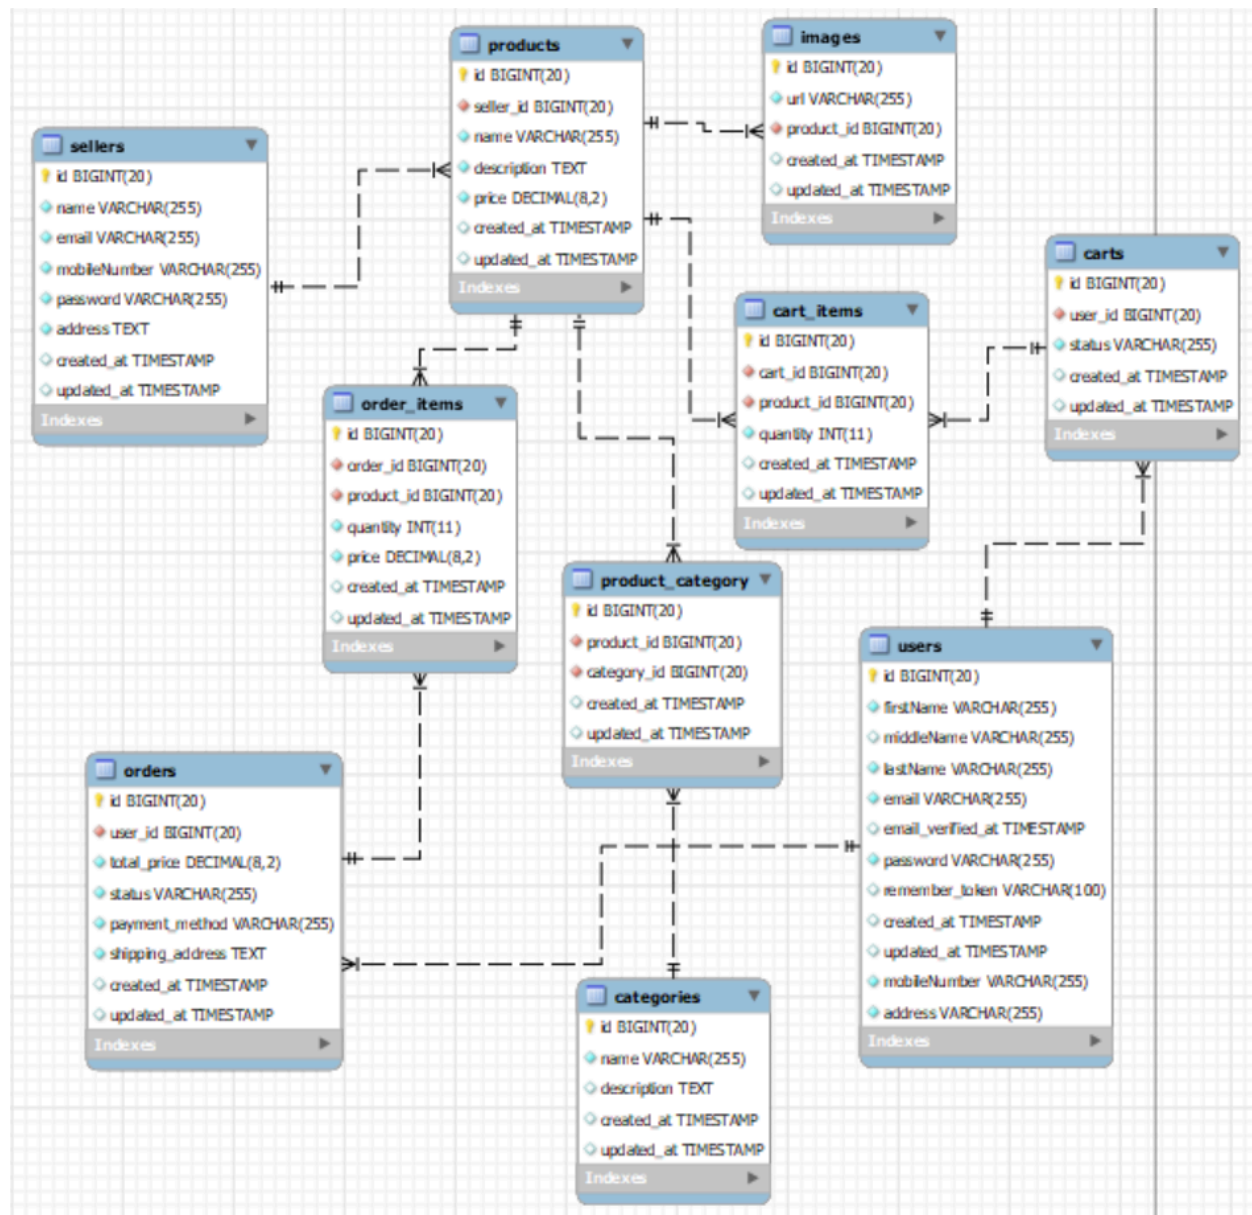 products
id BIGINT(20)
seller_id BIGINT(20)
name VARCHAR(255)
description TEXT
price DECIMAL(8,2)
created_at TIMESTAMP
updated_at TIMESTAMP
Indexes
images
id BIGINT(20)
url VARCHAR(255)
product_id BIGINT(20)
created_at TIMESTAMP
updated_at TIMESTAMP
Indexes
sellers
id BIGINT(20)
name VARCHAR(255)
email VARCHAR(255)
mobileNumber VARCHAR(255)
password VARCHAR(255)
address TEXT
created_at TIMESTAMP
updated_at TIMESTAMP
Indexes
carts
id BIGINT(20)
user_id BIGINT(20)
status VARCHAR(255)
created_at TIMESTAMP
updated_at TIMESTAMP
Indexes
cart_items
id BIGINT(20)
cart_id BIGINT(20)
product_id BIGINT(20)
quantity INT(11)
created_at TIMESTAMP
updated_at TIMESTAMP
Indexes
order_items
id BIGINT(20)
order_id BIGINT(20)
product_id BIGINT(20)
quantity INT(11)
price DECIMAL(8,2)
created_at TIMESTAMP
updated_at TIMESTAMP
Indexes
product_category
id BIGINT(20)
product_id BIGINT(20)
category_id BIGINT(20)
created_at TIMESTAMP
updated_at TIMESTAMP
Indexes
users
id BIGINT(20)
firstName VARCHAR(255)
middleName VARCHAR(255)
lastName VARCHAR(255)
email VARCHAR(255)
email_verified_at TIMESTAMP
password VARCHAR(255)
remember_token VARCHAR(100)
created_at TIMESTAMP
updated_at TIMESTAMP
mobileNumber VARCHAR(255)
address VARCHAR(255)
Indexes
orders
id BIGINT(20)
user_id BIGINT(20)
total_price DECIMAL(8,2)
status VARCHAR(255)
payment_method VARCHAR(255)
shipping_address TEXT
created_at TIMESTAMP
updated_at TIMESTAMP
Indexes
categories
id BIGINT(20)
name VARCHAR(255)
description TEXT
created_at TIMESTAMP
updated_at TIMESTAMP
Indexes